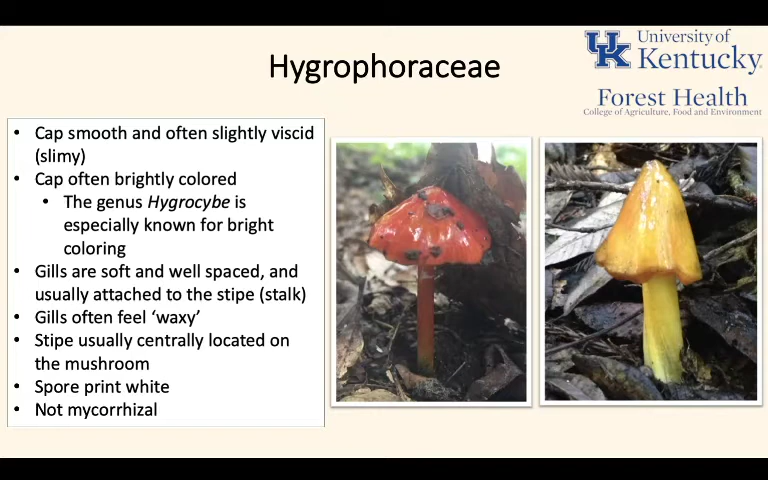 Hygrophoraceae
University of
Kentucky
Forest Health
College of Agriculture, Food and Environment
• Cap smooth and often slightly viscid
(slimy)
• Cap often brightly colored
• The genus Hygrocybe is
especially known for bright
coloring
• Gills are soft and well spaced, and
usually attached to the stipe (stalk)
• Gills often feel ‘waxy’
• Stipe usually centrally located on
the mushroom
• Spore print white
• Not mycorrhizal